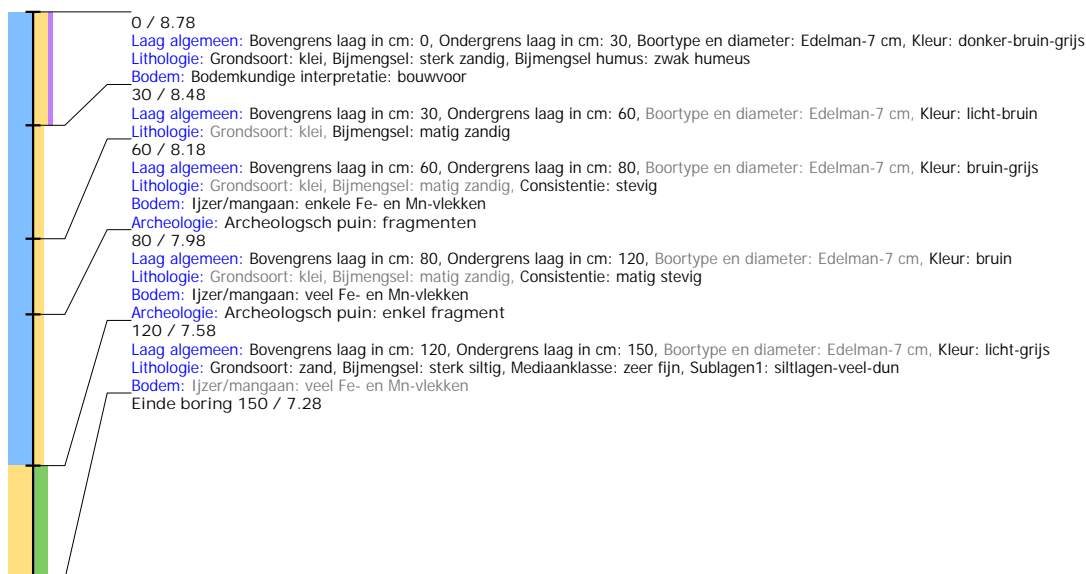 0 / 8.78
Laag algemeen: Bovengrens laag in cm: 0, Ondergrens laag in cm: 30, Boortype en diameter: Edelman-7 cm, Kleur: donker-bruin-grijs
Lithologie: Grondsoort: klei, Bijmengsel: sterk zandig, Bijmengsel humus: zwak humeus
Bodem: Bodemkundige interpretatie: bouwvoor
30 / 8.48
Laag algemeen: Bovengrens laag in cm: 30, Ondergrens laag in cm: 60, Boortype en diameter: Edelman-7 cm, Kleur: licht-bruin
Lithologie: Grondsoort: klei, Bijmengsel: matig zandig
60 / 8.18
Laag algemeen: Bovengrens laag in cm: 60, Ondergrens laag in cm: 80, Boortype en diameter: Edelman-7 cm, Kleur: bruin-grijs
Lithologie: Grondsoort: klei, Bijmengsel: matig zandig, Consistentie: stevig
Bodem: Ijzer/mangaan: enkele Fe- en Mn-vlekken
Archeologie: Archeologsch puin: fragmenten
80 / 7.98
Laag algemeen: Bovengrens laag in cm: 80, Ondergrens laag in cm: 120, Boortype en diameter: Edelman-7 cm, Kleur: bruin
Lithologie: Grondsoort: klei, Bijmengsel: matig zandig, Consistentie: matig stevig
Bodem: Ijzer/mangaan: veel Fe- en Mn-vlekken
Archeologie: Archeologsch puin: enkel fragment
120 / 7.58
Laag algemeen: Bovengrens laag in cm: 120, Ondergrens laag in cm: 150, Boortype en diameter: Edelman-7 cm, Kleur: licht-grijs
Lithologie: Grondsoort: zand, Bijmengsel: sterk siltig, Mediaanklasse: zeer fijn, Sublagen1: siltlagen-veel-dun
Bodem: Ijzer/mangaan: veel Fe- en Mn-vlekken
Einde boring 150 / 7.28